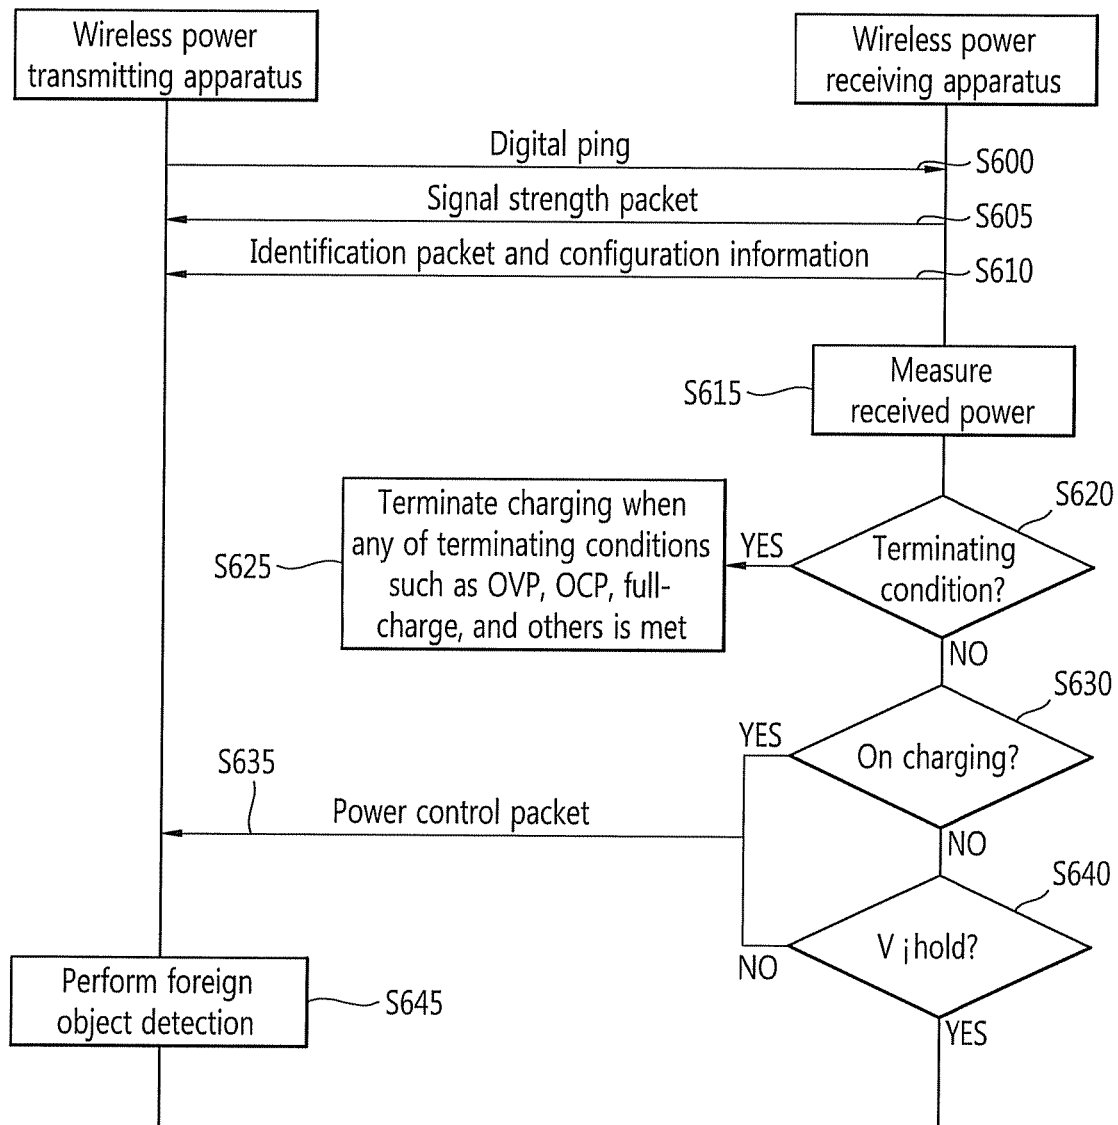 Wireless power
transmitting apparatus
Wireless power
receiving apparatus
Digital ping
S600
Signal strength packet
S605
Identification packet and configuration information
S610
Measure
received power
S615
S620
Terminating
condition?
YES
Terminate charging when
any of terminating conditions
such as OVP, OCP, full-
charge, and others is met
S625
NO
S630
On charging?
YES
S635
Power control packet
NO
S640
V ¡hold?
NO
YES
Perform foreign
object detection
S645